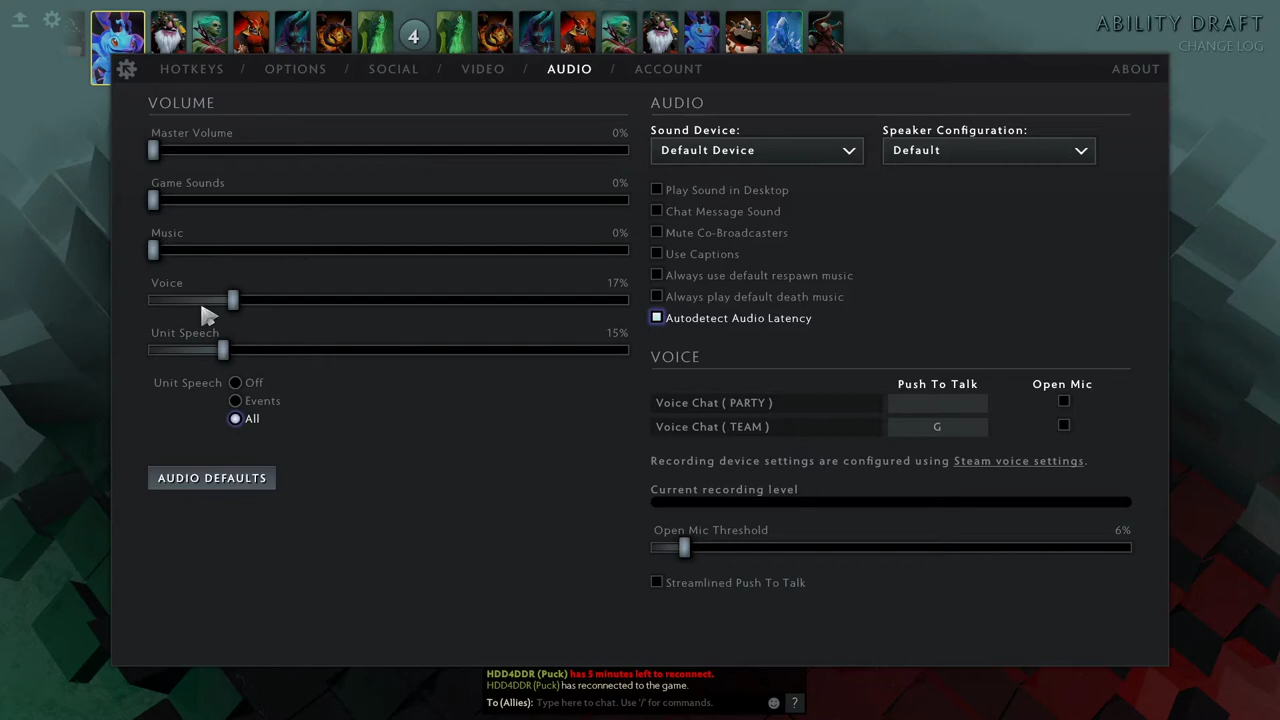 4
ABILITY DRAFT
CHANGE LOG
HOTKEYS / OPTIONS / SOCIAL / VIDEO / AUDIO / ACCOUNT
ABOUT
VOLUME
Master Volume 0%
Game Sounds 0%
Music 0%
Voice 17%
Unit Speech 15%
Unit Speech Off
Events
All
AUDIO DEFAULTS
AUDIO
Sound Device: Speaker Configuration:
Default Device Default
Play Sound in Desktop
Chat Message Sound
Mute Co-Broadcasters
Use Captions
Always use default respawn music
Always play default death music
Autodetect Audio Latency
VOICE
Push To Talk Open Mic
Voice Chat ( PARTY )
Voice Chat ( TEAM ) G
Recording device settings are configured using Steam voice settings.
Current recording level
Open Mic Threshold 6%
Streamlined Push To Talk
HDD4DDR (Puck) has 5 minutes left to reconnect.
HDD4DDR (Puck) has reconnected to the game.
To (Allies): Type here to chat. Use '/' for commands. ?